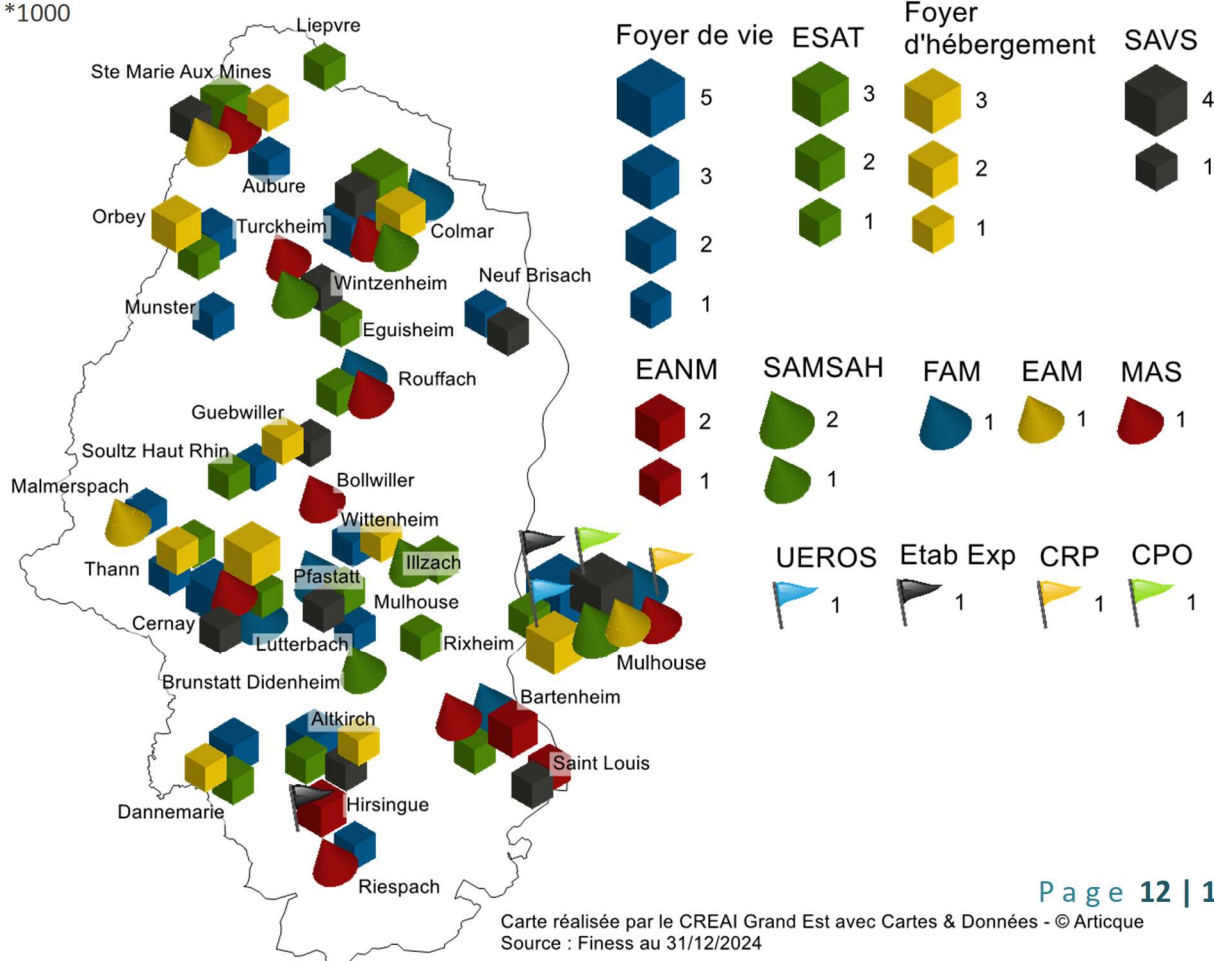 *1000
Liepvre
Ste Marie Aux Mines
Aubure
Orbey
Turckheim
Colmar
Wintzenheim
Neuf Brisach
Munster
Eguisheim
Rouffach
Guebwiller
Soultz Haut Rhin
Malmerspach
Bollwiller
Wittenheim
Illzach
Thann
Pfastatt
Mulhouse
Cernay
Lutterbach
Rixheim
Mulhouse
Brunstatt Didenheim
Bartenheim
Altkirch
Saint Louis
Dannemarie
Hirsingue
Riespach
Foyer de vie
5
3
2
1
ESAT
3
2
1
Foyer
d'hébergement
3
2
1
SAVS
4
1
EANM
2
1
SAMSAH
2
1
FAM
1
EAM
1
MAS
1
UEROS
1
Etab Exp
1
CRP
1
CPO
1
Page 12 | 1
Carte réalisée par le CREAI Grand Est avec Cartes & Données - © Articque
Source : Finess au 31/12/2024